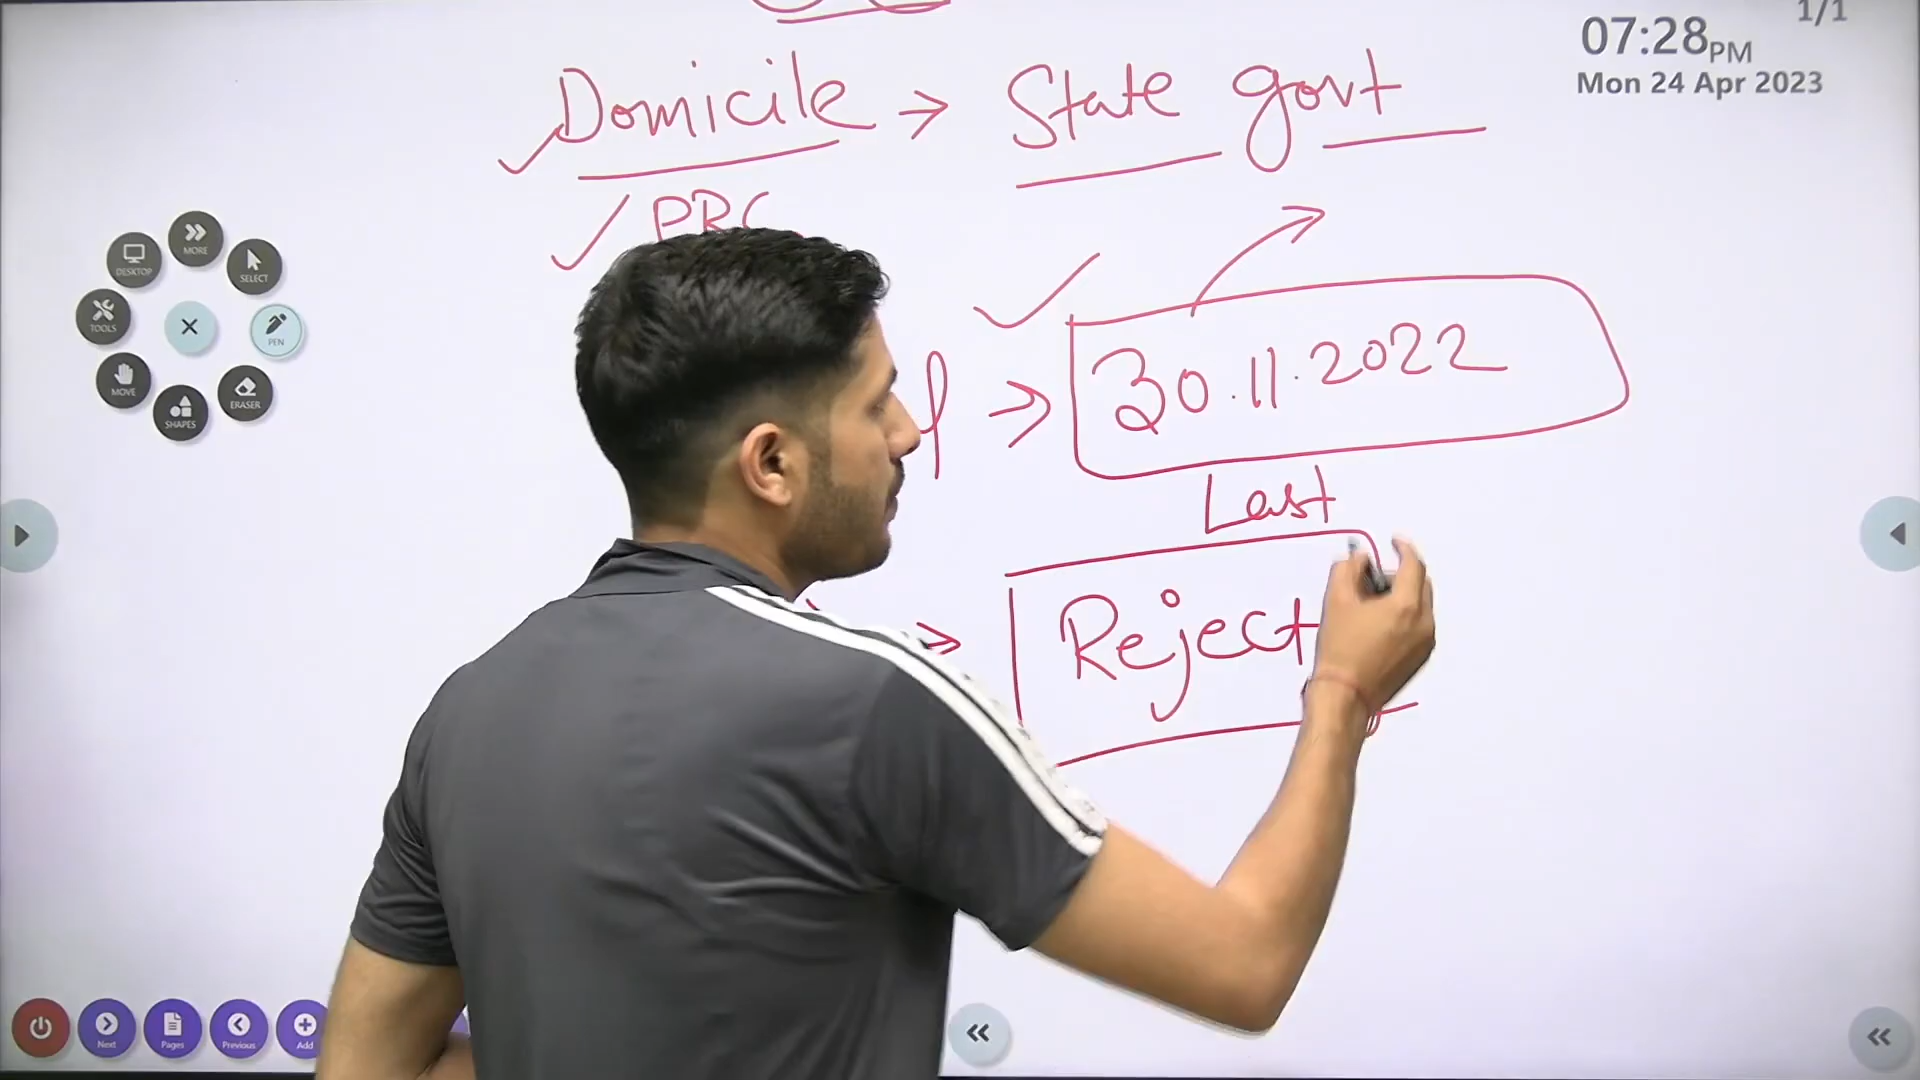 1/1
07:28PM
Mon 24 Apr 2023
Domicile → State govt
PRC
30.11.2022
Last
Reject
MORE
DESKTOP
SELECT
TOOLS
PEN
MOVE
ERASER
SHAPES
Next
Pages
Previous
Add